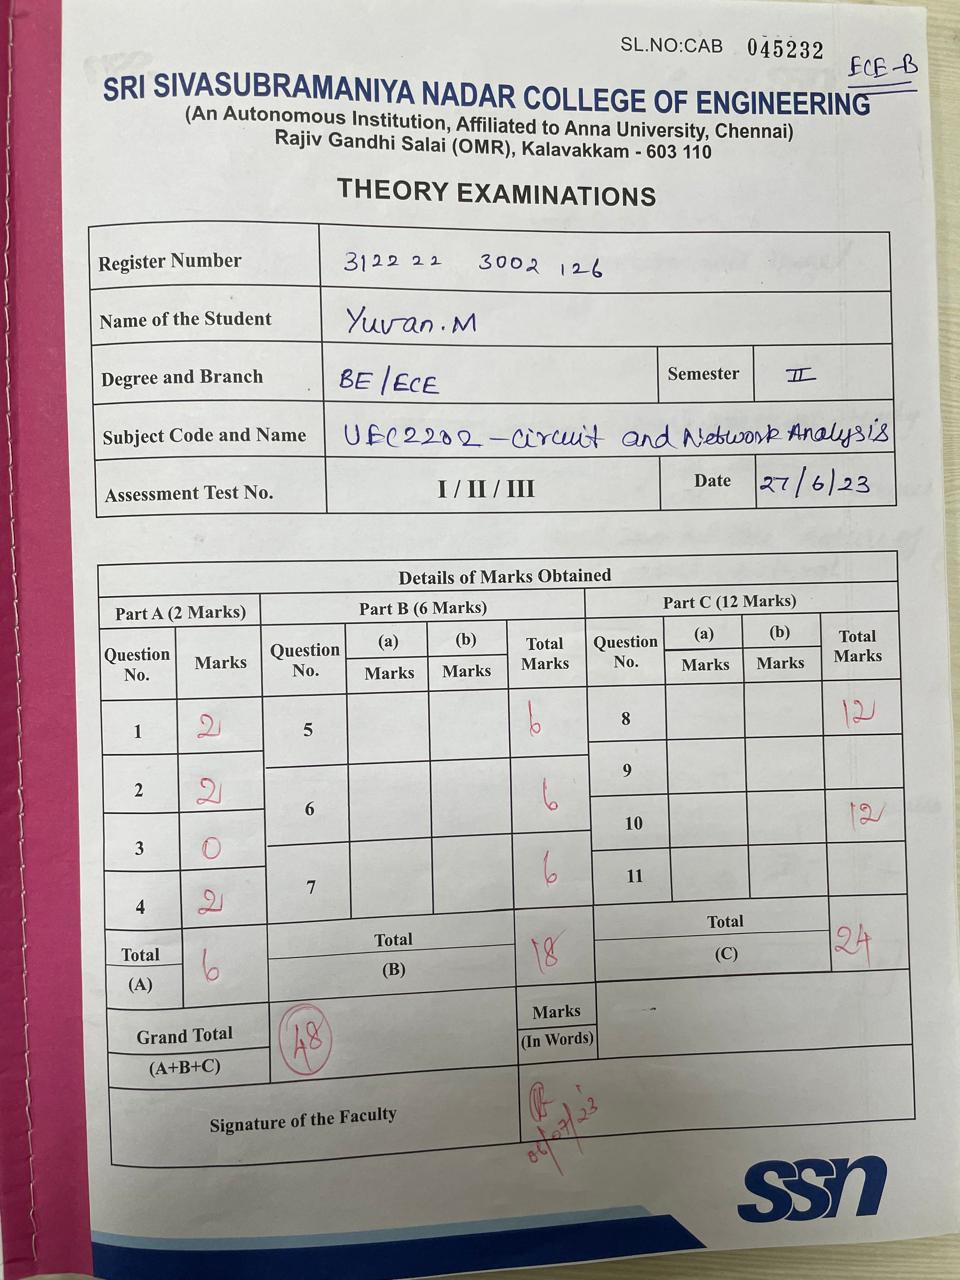 SL.NO:CAB 045232
ECE-B
SRI SIVASUBRAMANIYA NADAR COLLEGE OF ENGINEERING
(An Autonomous Institution, Affiliated to Anna University, Chennai)
Rajiv Gandhi Salai (OMR), Kalavakkam - 603 110
THEORY EXAMINATIONS
Register Number 3122 22 3002 126
Name of the Student Yuvan.M
Degree and Branch BE/ECE Semester II
Subject Code and Name UEC2202 - Circuit and Network Analysis
Assessment Test No. I / II / III Date 27/6/23
Details of Marks Obtained
Part A (2 Marks) Part B (6 Marks) Part C (12 Marks)
Question No. Marks Question No. (a) Marks (b) Marks Total Marks Question No. (a) Marks (b) Marks Total Marks
1 2 5 6 8 12
2 2 6 6 9
3 0 7 6 10 12
4 2 11
Total (A) 6 Total (B) 18 Total (C) 24
Grand Total (A+B+C) 48 Marks (In Words)
Signature of the Faculty
06/07/23
ssn